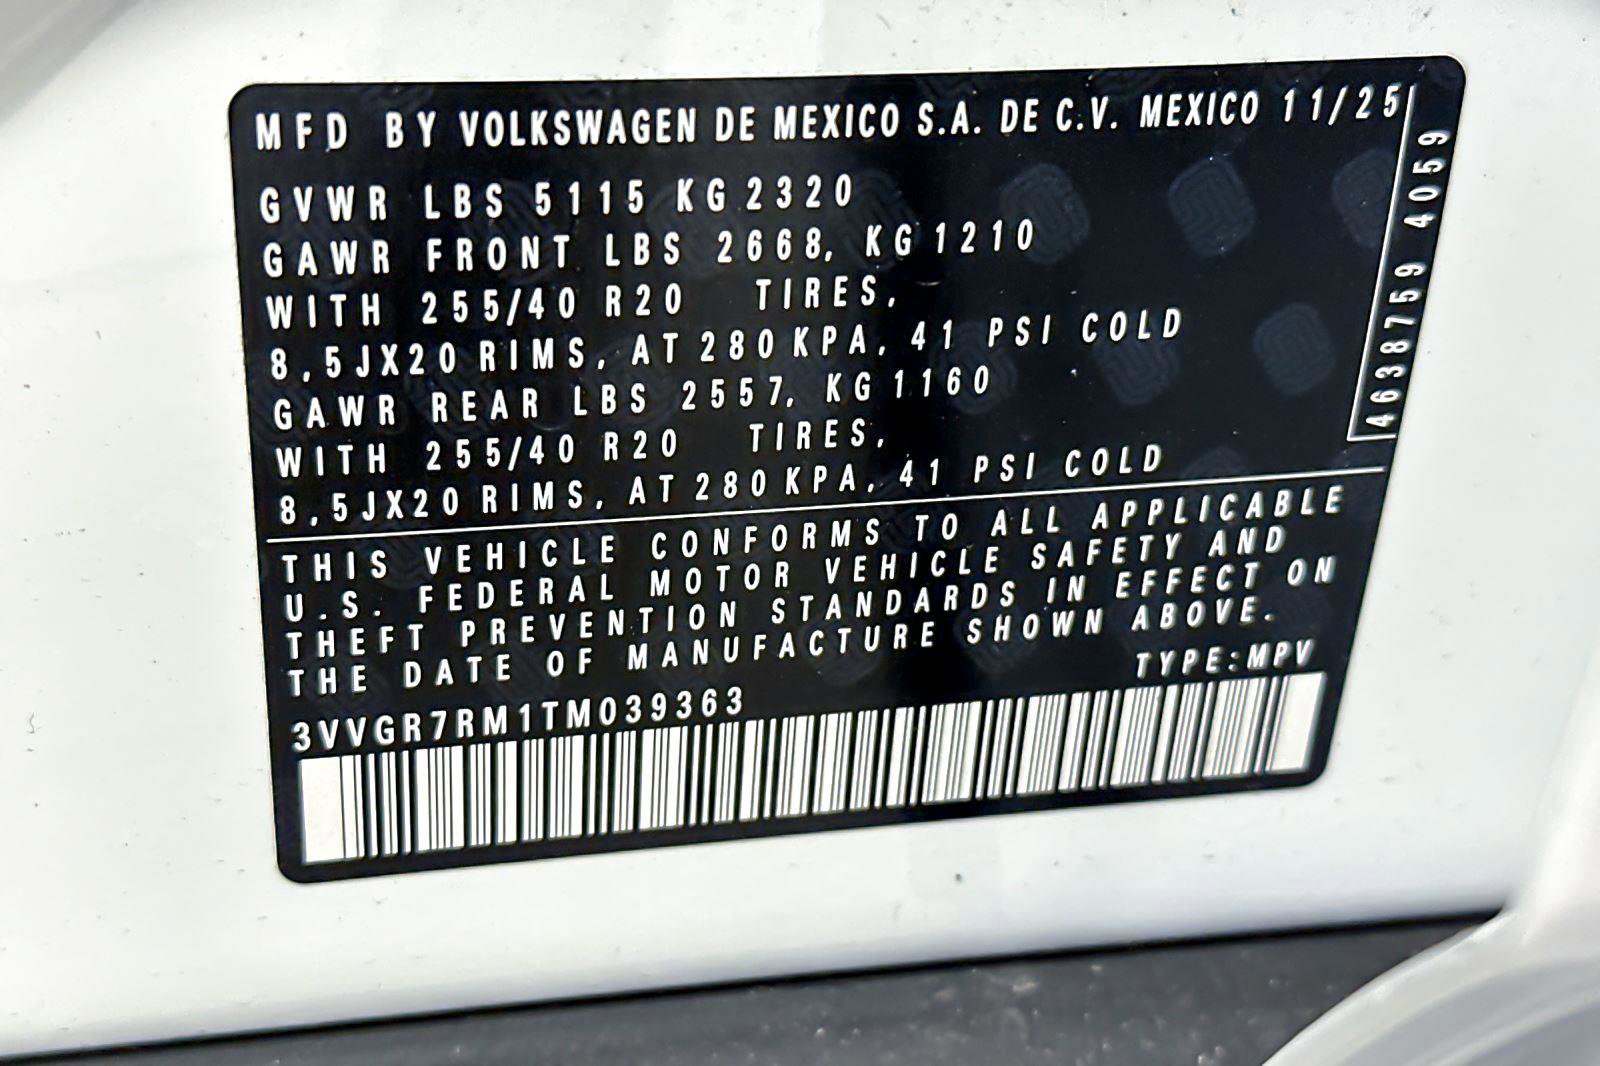 MFD BY VOLKSWAGEN DE MEXICO S.A. DE C.V. MEXICO 11/25
GVWR LBS 5115 KG 2320
GAWR FRONT LBS 2668, KG 1210
WITH 255/40 R20 TIRES,
8,5JX20 RIMS, AT 280 KPA, 41 PSI COLD
GAWR REAR LBS 2557, KG 1160
WITH 255/40 R20 TIRES,
8,5JX20 RIMS, AT 280 KPA, 41 PSI COLD
4638759 4059
THIS VEHICLE CONFORMS TO ALL APPLICABLE
U.S. FEDERAL MOTOR VEHICLE SAFETY AND
THEFT PREVENTION STANDARDS IN EFFECT ON
THE DATE OF MANUFACTURE SHOWN ABOVE.
TYPE:MPV
3VVGR7RM1TM039363